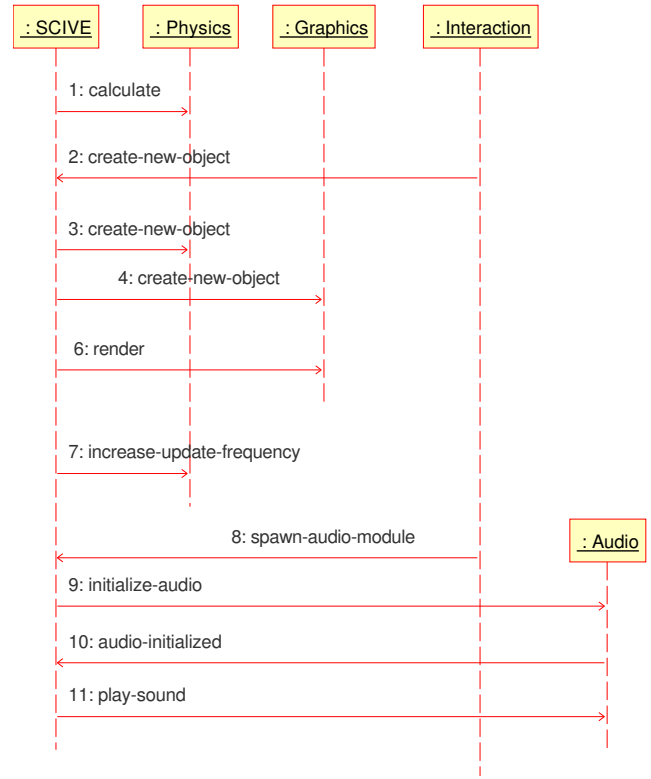 : SCIVE
: Physics
: Graphics
: Interaction
1: calculate
2: create-new-object
3: create-new-object
4: create-new-object
6: render
7: increase-update-frequency
8: spawn-audio-module
: Audio
9: initialize-audio
10: audio-initialized
11: play-sound